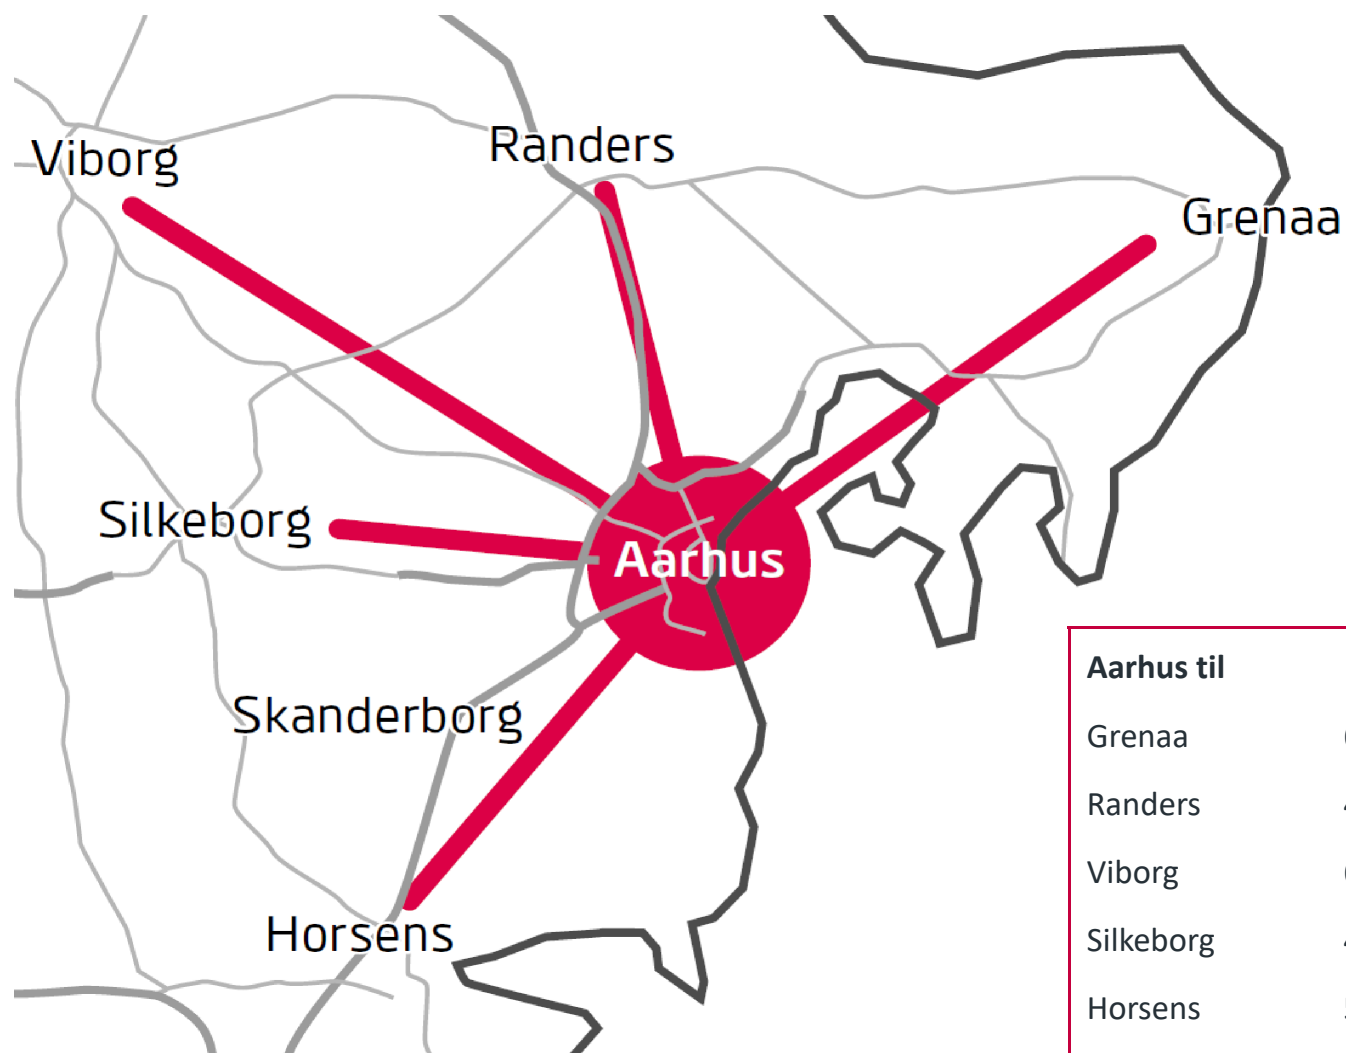 Viborg
Randers
Grenaa
Silkeborg
Aarhus
Skanderborg
Horsens
Aarhus til
Grenaa
Randers
Viborg
Silkeborg
Horsens